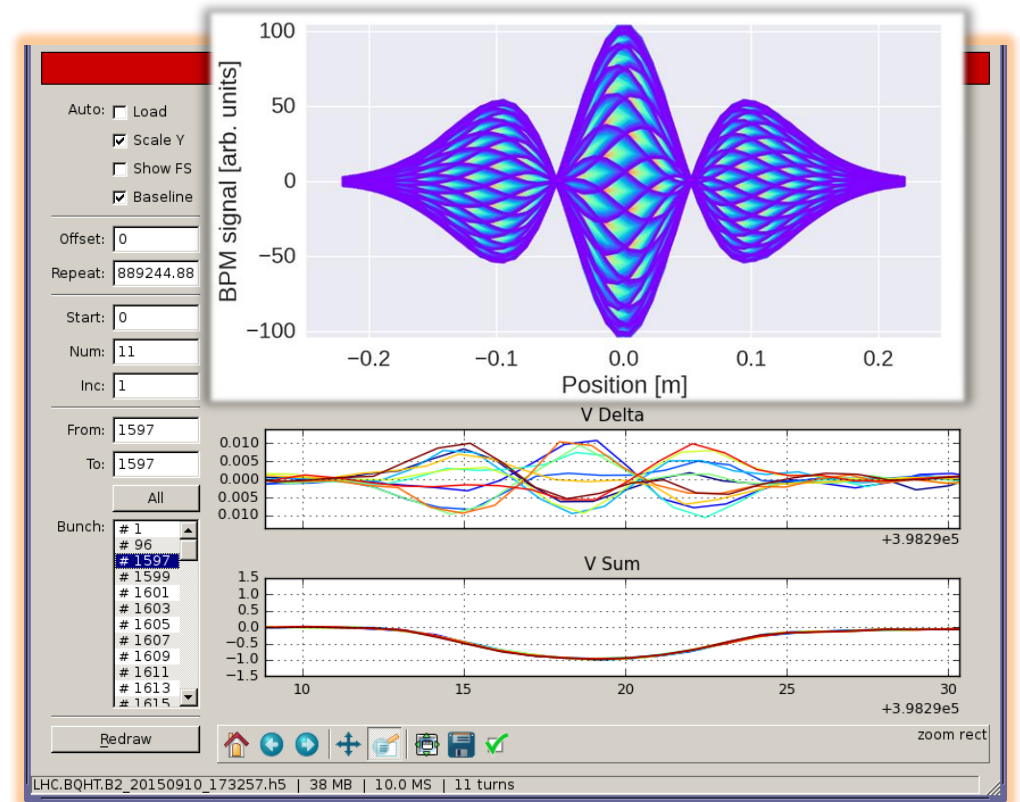 Auto: Load
Scale Y
Show FS
Baseline
Offset: 0
Repeat: 889244.88
Start: 0
Num: 11
Inc: 1
From: 1597
To: 1597
All
Bunch:
# 1
# 96
# 1597
# 1599
# 1601
# 1603
# 1605
# 1607
# 1609
# 1611
# 1613
# 1615
Redraw
BPM signal [arb. units]
100
50
0
−50
−100
−0.2 −0.1 0.0 0.1 0.2
Position [m]
V Delta
0.010
0.005
0.000
0.005
0.010
+3.9829e5
V Sum
1.5
1.0
0.5
0.0
−0.5
−1.0
−1.5
10 15 20 25 30
+3.9829e5
zoom rect
LHC.BQHT.B2_20150910_173257.h5 | 38 MB | 10.0 MS | 11 turns